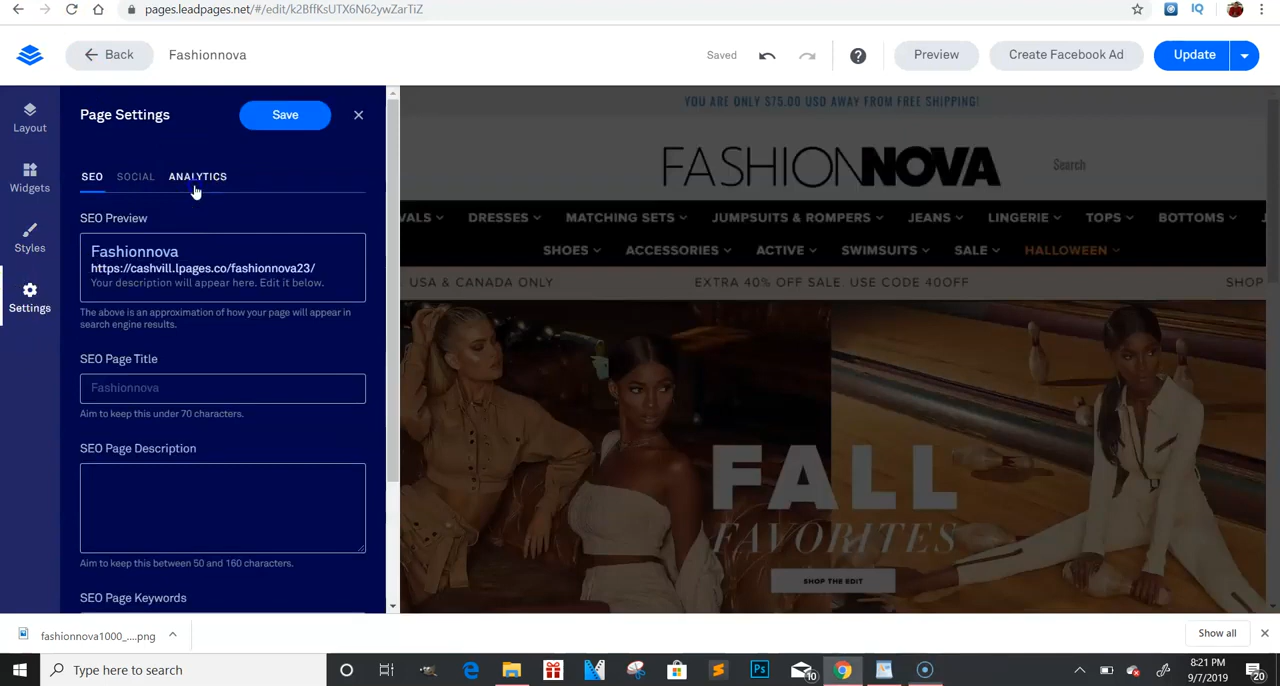 pages.leadpages.net/#/edit/k2BffKsUTX6N62ywZarTiZ
Back
Fashionnova
Saved
Preview
Create Facebook Ad
Update
Layout
Widgets
Styles
Settings
Page Settings
Save
SEO
SOCIAL
ANALYTICS
SEO Preview
Fashionnova
https://cashvill.lpages.co/fashionnova23/
Your description will appear here. Edit it below.
The above is an approximation of how your page will appear in
search engine results.
SEO Page Title
Fashionnova
Aim to keep this under 70 characters.
SEO Page Description
Aim to keep this between 50 and 160 characters.
SEO Page Keywords
YOU ARE ONLY $75.00 USD AWAY FROM FREE SHIPPING!
FASHIONNOVA
Search
VALS
DRESSES
MATCHING SETS
JUMPSUITS & ROMPERS
JEANS
LINGERIE
TOPS
BOTTOMS
SHOES
ACCESSORIES
ACTIVE
SWIMSUITS
SALE
HALLOWEEN
USA & CANADA ONLY
EXTRA 40% OFF SALE. USE CODE 40OFF
SHOP
FALL
FAVORITES
SHOP THE EDIT
fashionnova1000_....png
Show all
Type here to search
Ps
10
8:21 PM
9/7/2019
20